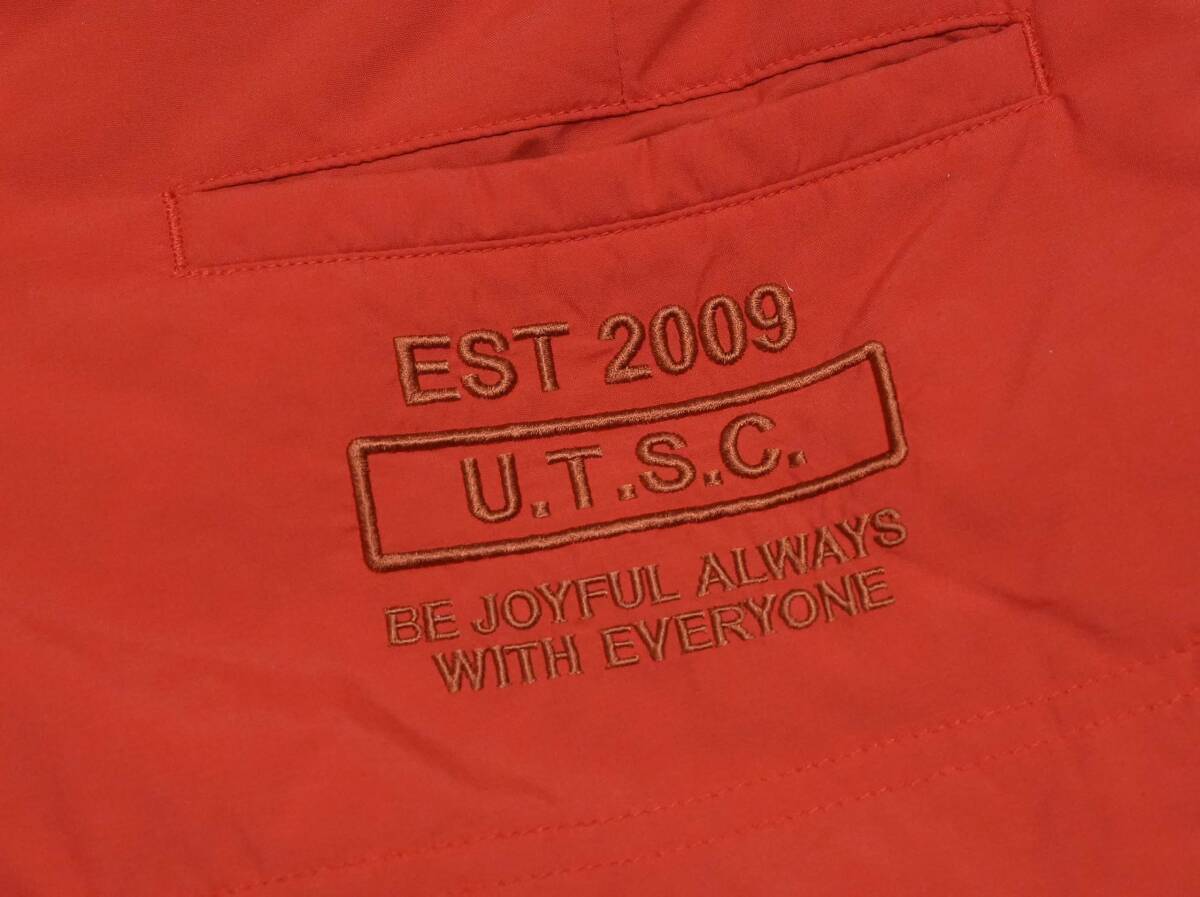 EST 2009
U.T.S.C.
BE JOYFUL ALWAYS
WITH EVERYONE